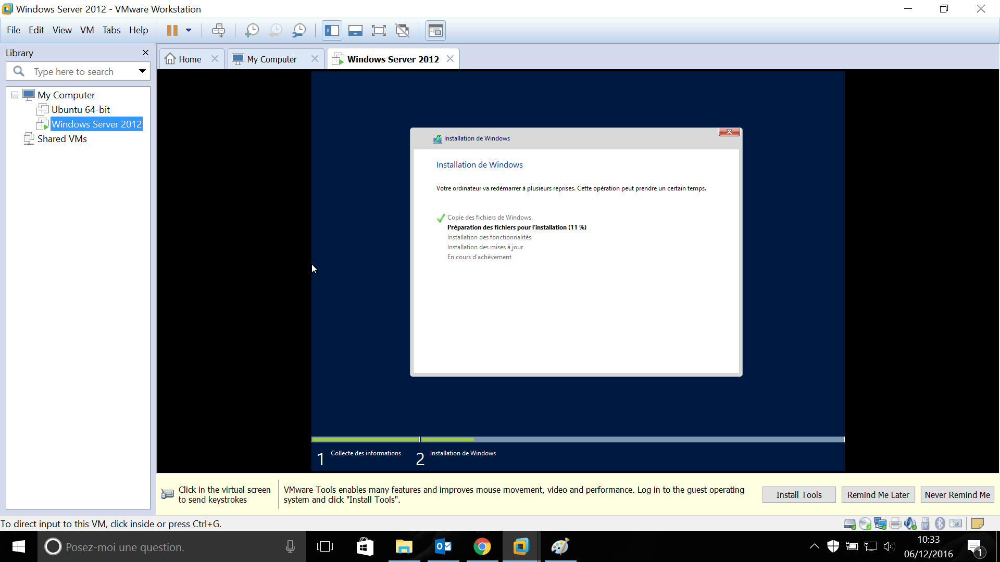 Windows Server 2012 - VMware Workstation
File Edit View VM Tabs Help
Library
Home
My Computer
Windows Server 2012
Type here to search
My Computer
Ubuntu 64-bit
Windows Server 2012
Shared VMs
Installation de Windows
Installation de Windows
Votre ordinateur va redémarrer à plusieurs reprises. Cette opération peut prendre un certain temps.
Copie des fichiers de Windows
Préparation des fichiers pour l'installation (11 %)
Installation des fonctionnalités
Installation des mises à jour
En cours d'achèvement
1 Collecte des informations
2 Installation de Windows
Click in the virtual screen
to send keystrokes
VMware Tools enables many features and improves mouse movement, video and performance. Log in to the guest operating
system and click "Install Tools".
Install Tools
Remind Me Later
Never Remind Me
To direct input to this VM, click inside or press Ctrl+G.
Posez-moi une question.
10:33
06/12/2016
1